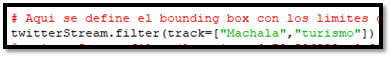 # Aqui se define el bounding box con los limites
twitterStream.filter(track=["Machala","turismo"])